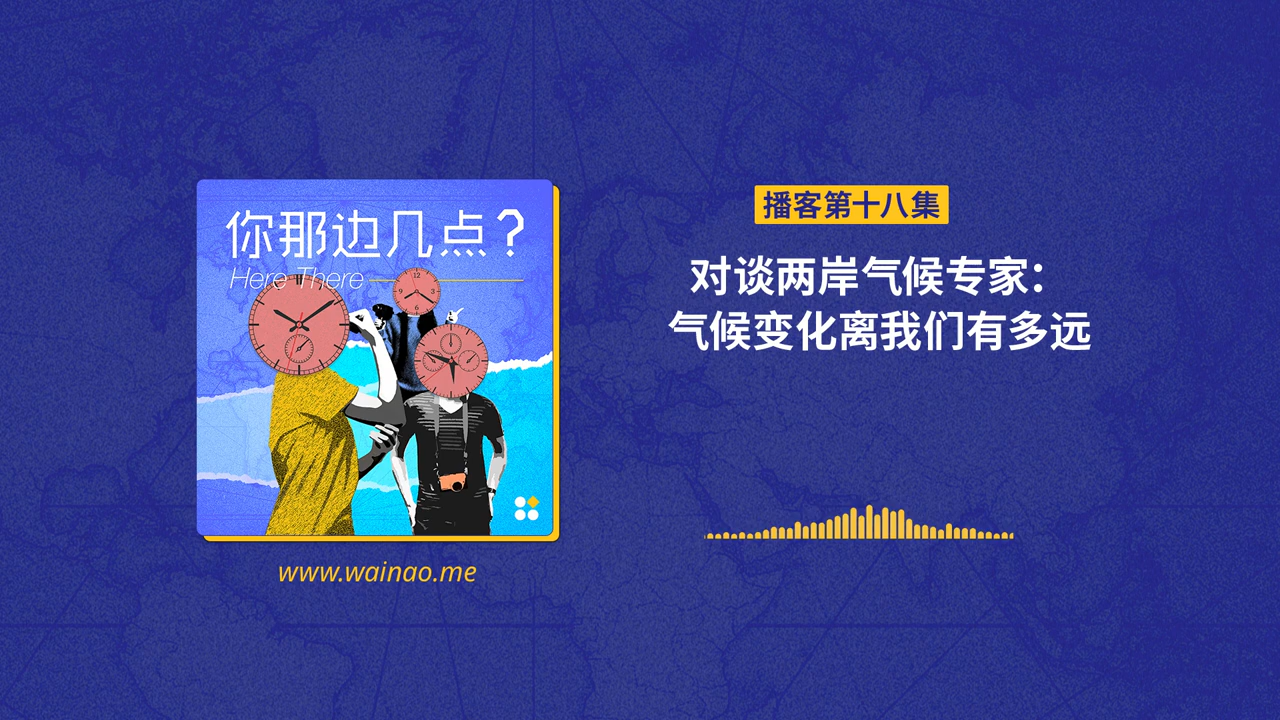 你那边几点？
Here There
www.wainao.me
播客第十八集
对谈两岸气候专家：
气候变化离我们有多远